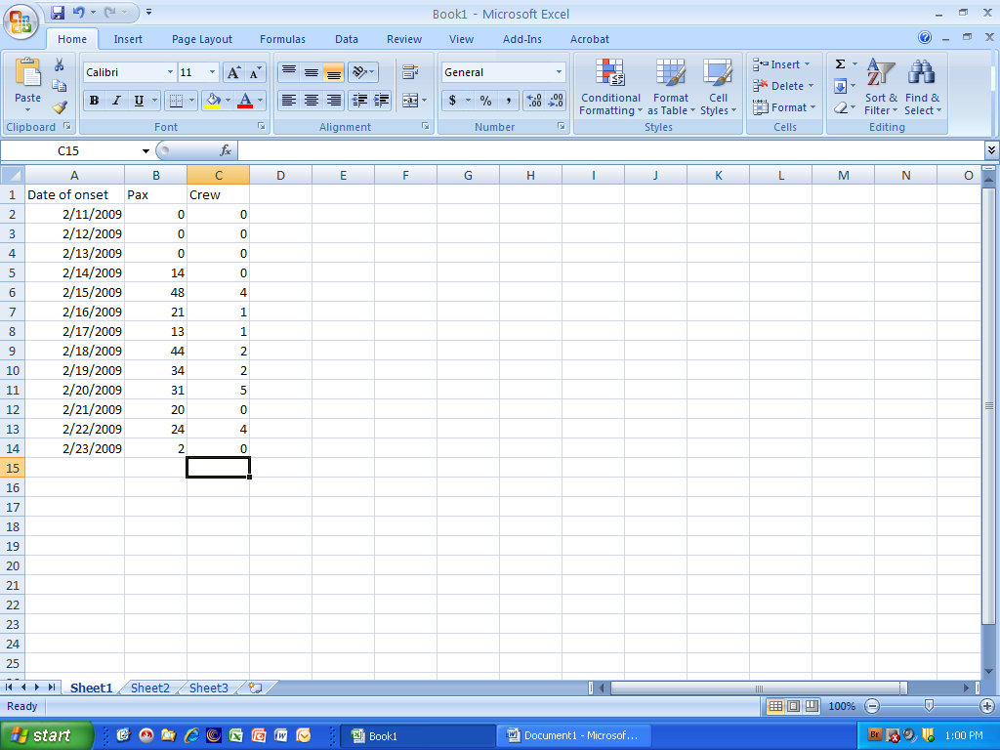 Book1 - Microsoft Excel
Home Insert Page Layout Formulas Data Review View Add-Ins Acrobat
Calibri 11 General Insert Σ
Paste B I U $ % , .00 .00 Conditional Formatting Format as Table Cell Styles Delete Format Sort & Filter Find & Select
Clipboard Font Alignment Number Styles Cells Editing
C15 fx
A B C D E F G H I J K L M N O
1 Date of onset Pax Crew
2 2/11/2009 0 0
3 2/12/2009 0 0
4 2/13/2009 0 0
5 2/14/2009 14 0
6 2/15/2009 48 4
7 2/16/2009 21 1
8 2/17/2009 13 1
9 2/18/2009 44 2
10 2/19/2009 34 2
11 2/20/2009 31 5
12 2/21/2009 20 0
13 2/22/2009 24 4
14 2/23/2009 2 0
15
16
17
18
19
20
21
22
23
24
25
Sheet1 Sheet2 Sheet3
Ready 100%
start Book1 Document1 - Microsof... Br 1:00 PM